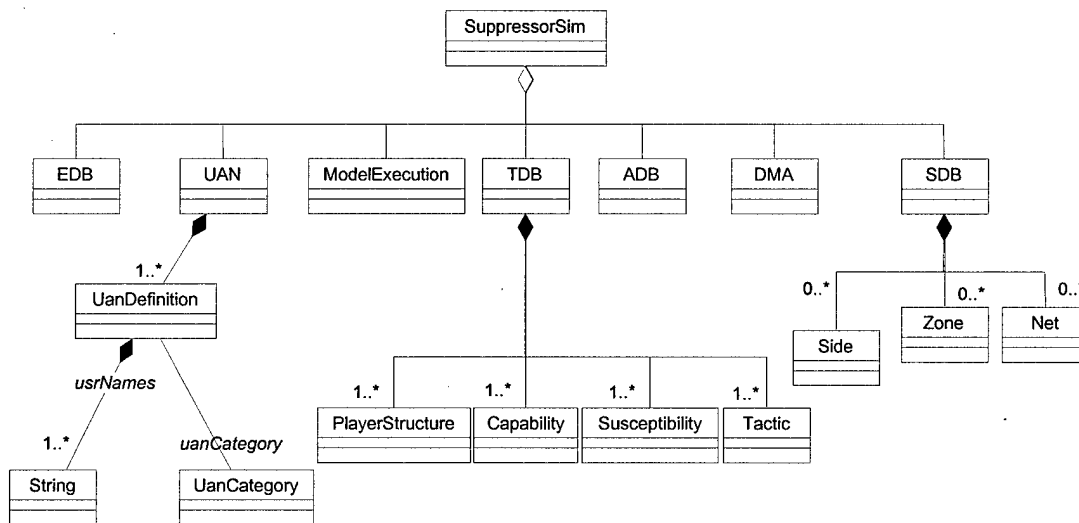 SuppressorSim
EDB
UAN
ModelExecution
TDB
ADB
DMA
SDB
1..*
UanDefinition
0..*
0..*
0..*
Side
Zone
Net
usrNames
1..*
uanCategory
1..*
1..*
1..*
1..*
PlayerStructure
Capability
Susceptibility
Tactic
String
UanCategory